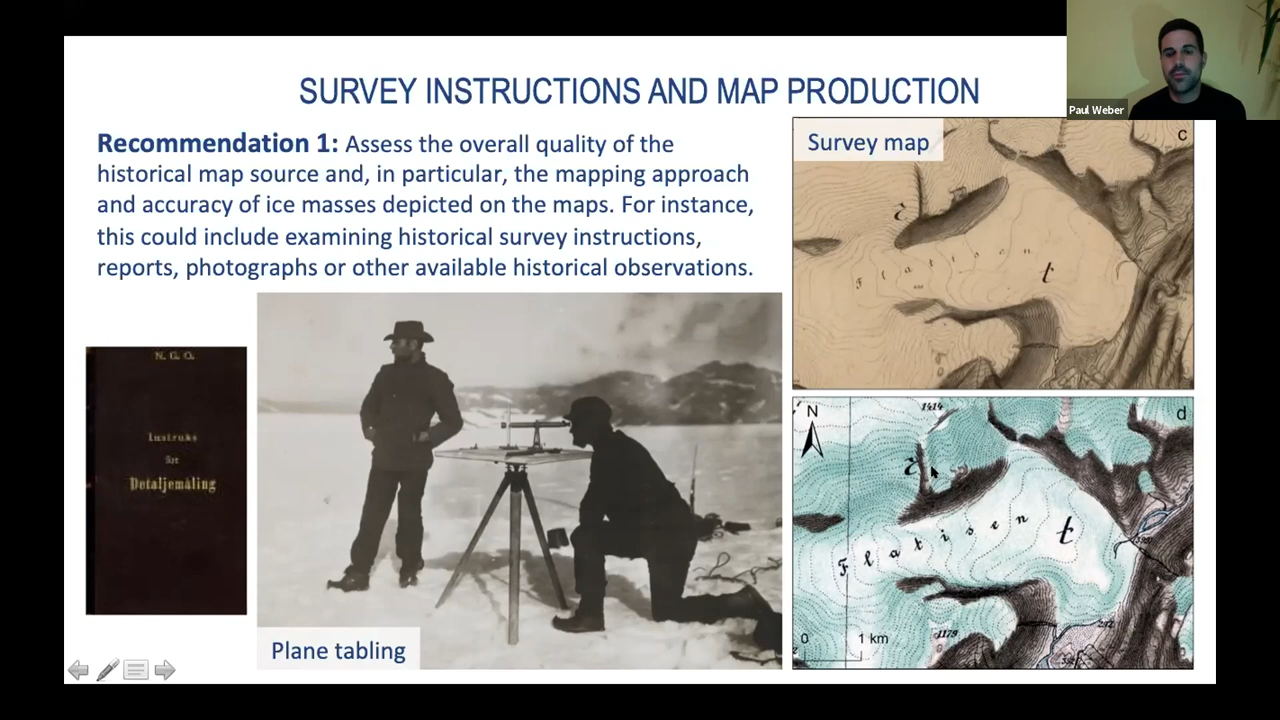 SURVEY INSTRUCTIONS AND MAP PRODUCTION
Paul Weber
Recommendation 1: Assess the overall quality of the
historical map source and, in particular, the mapping approach
and accuracy of ice masses depicted on the maps. For instance,
this could include examining historical survey instructions,
reports, photographs or other available historical observations.
N. G. O.
Instruks
for
Detaljemåling
Plane tabling
Survey map
c
Flatisen
t
d
N
1414
Flatisen
t
1179
0 1 km